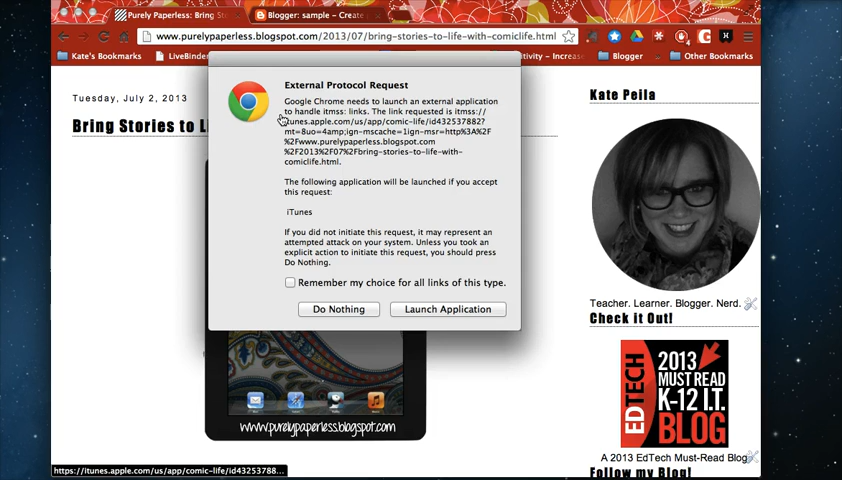 Purely Paperless: Bring St
Blogger: sample - Create
www.purelypaperless.blogspot.com/2013/07/bring-stories-to-life-with-comiclife.html
Kate's Bookmarks
LiveBinder
tivity - Increas
Blogger
Other Bookmarks
Tuesday, July 2, 2013
Bring Stories to L
External Protocol Request
Google Chrome needs to launch an external application
to handle itmss: links. The link requested is itmss://
itunes.apple.com/us/app/comic-life/id432537882?
mt=8uo=4amp;ign-mscache=1ign-msr=http%3A%2F
%2Fwww.purelypaperless.blogspot.com
%2F2013%2F07%2Fbring-stories-to-life-with-
comiclife.html.
The following application will be launched if you accept
this request:
iTunes
If you did not initiate this request, it may represent an
attempted attack on your system. Unless you took an
explicit action to initiate this request, you should press
Do Nothing.
Remember my choice for all links of this type.
Do Nothing
Launch Application
www.purelypaperless.blogspot.com
https://itunes.apple.com/us/app/comic-life/id43253788...
Kate Peila
Teacher. Learner. Blogger. Nerd.
Check it Out!
EDTECH
2013
MUST READ
K-12 I.T.
BLOG
A 2013 EdTech Must-Read Blog
Follow my Blog!